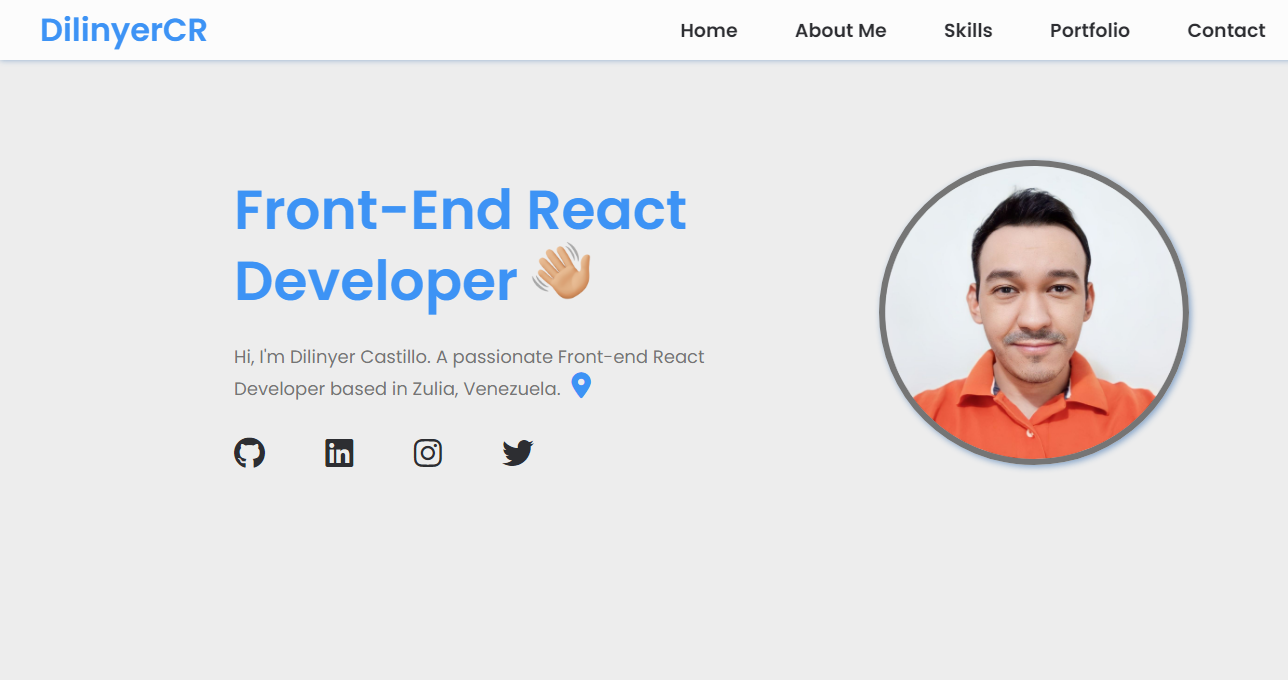 DilinyerCR
Home About Me Skills Portfolio Contact
Front-End React
Developer 👋🏼
Hi, I'm Dilinyer Castillo. A passionate Front-end React
Developer based in Zulia, Venezuela.